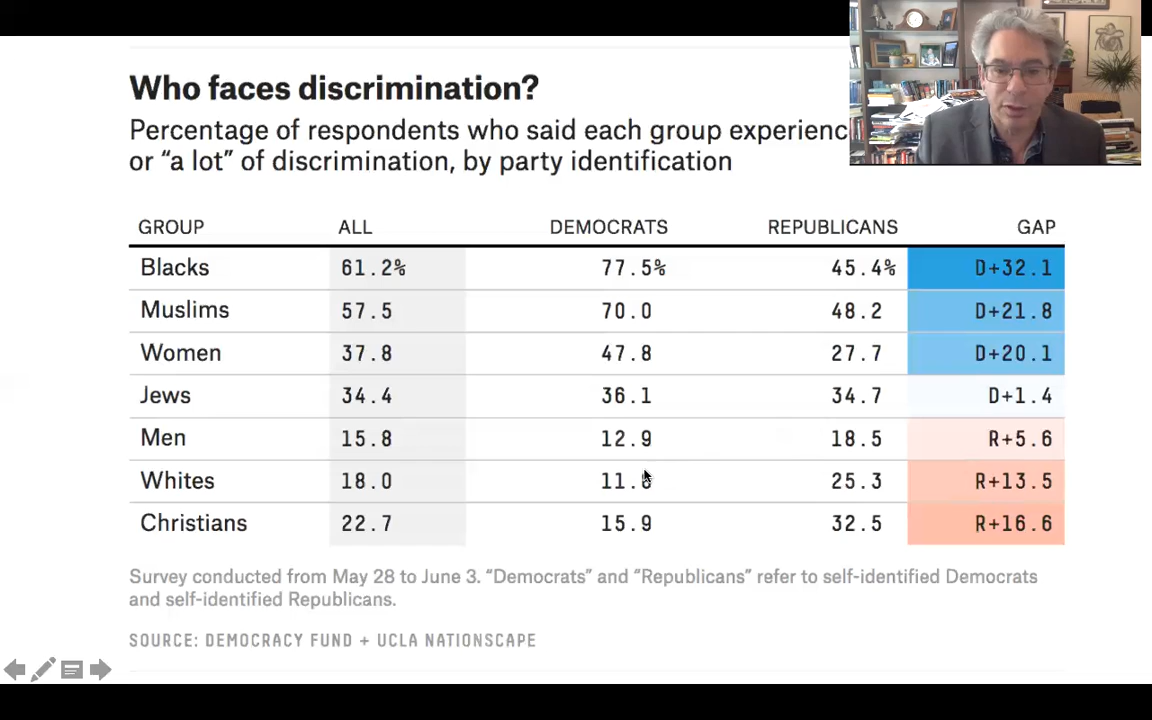 Who faces discrimination?
Percentage of respondents who said each group
or “a lot” of discrimination, by party identification
GROUP ALL DEMOCRATS REPUBLICANS GAP
Blacks 61.2% 77.5% 45.4% D+32.1
Muslims 57.5 70.0 48.2 D+21.8
Women 37.8 47.8 27.7 D+20.1
Jews 34.4 36.1 34.7 D+1.4
Men 15.8 12.9 18.5 R+5.6
Whites 18.0 25.3 R+13.5
Christians 22.7 15.9 32.5 R+16.6
Survey conducted from May 28 to June 3. “Democrats” and “Republicans” refer to self-identified Democrats
and self-identified Republicans.
SOURCE: DEMOCRACY FUND + UCLA NATIONSCAPE